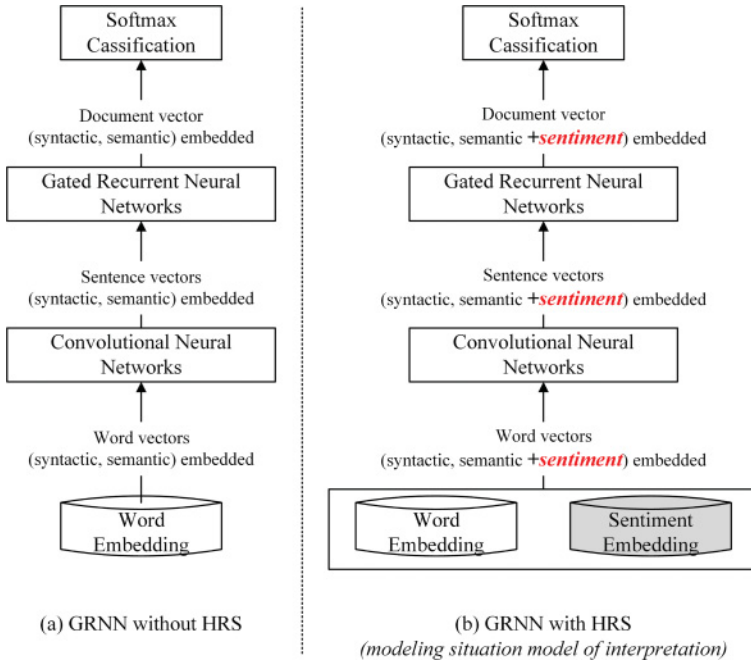 Softmax
Cassification
Document vector
(syntactic, semantic) embedded
Gated Recurrent Neural
Networks
Sentence vectors
(syntactic, semantic) embedded
Convolutional Neural
Networks
Word vectors
(syntactic, semantic) embedded
Word
Embedding
(a) GRNN without HRS
Softmax
Cassification
Document vector
(syntactic, semantic +sentiment) embedded
Gated Recurrent Neural
Networks
Sentence vectors
(syntactic, semantic +sentiment) embedded
Convolutional Neural
Networks
Word vectors
(syntactic, semantic +sentiment) embedded
Word
Embedding
Sentiment
Embedding
(b) GRNN with HRS
(modeling situation model of interpretation)